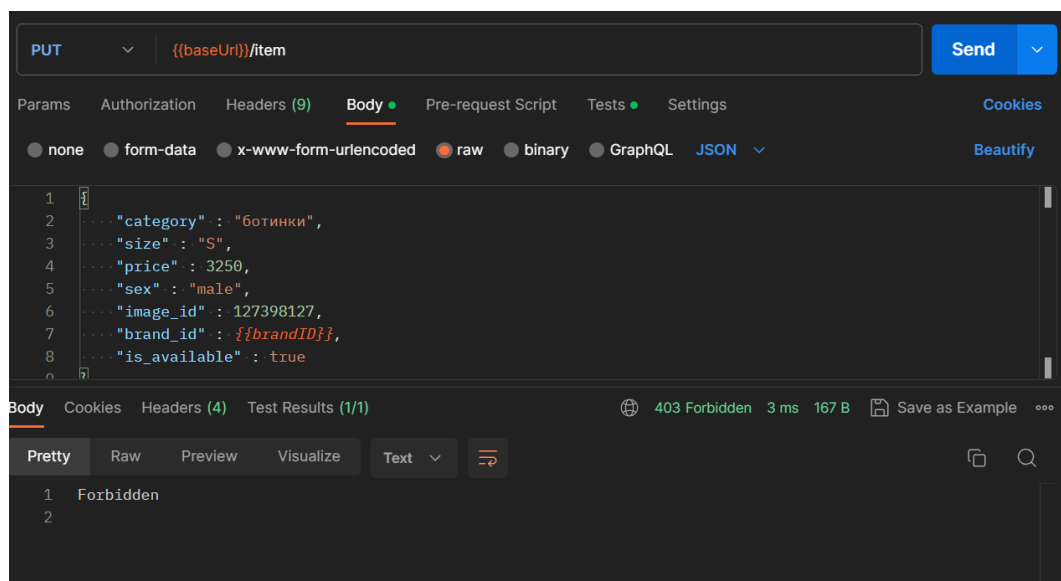 PUT {{baseUrl}}/item Send
Params Authorization Headers (9) Body Pre-request Script Tests Settings Cookies
none form-data x-www-form-urlencoded raw binary GraphQL JSON Beautify
1 {
2 "category" : "ботинки",
3 "size" : "S",
4 "price" : 3250,
5 "sex" : "male",
6 "image_id" : 127398127,
7 "brand_id" : {{brandID}},
8 "is_available" : true
9 }
Body Cookies Headers (4) Test Results (1/1) 403 Forbidden 3 ms 167 B Save as Example
Pretty Raw Preview Visualize Text
1 Forbidden
2